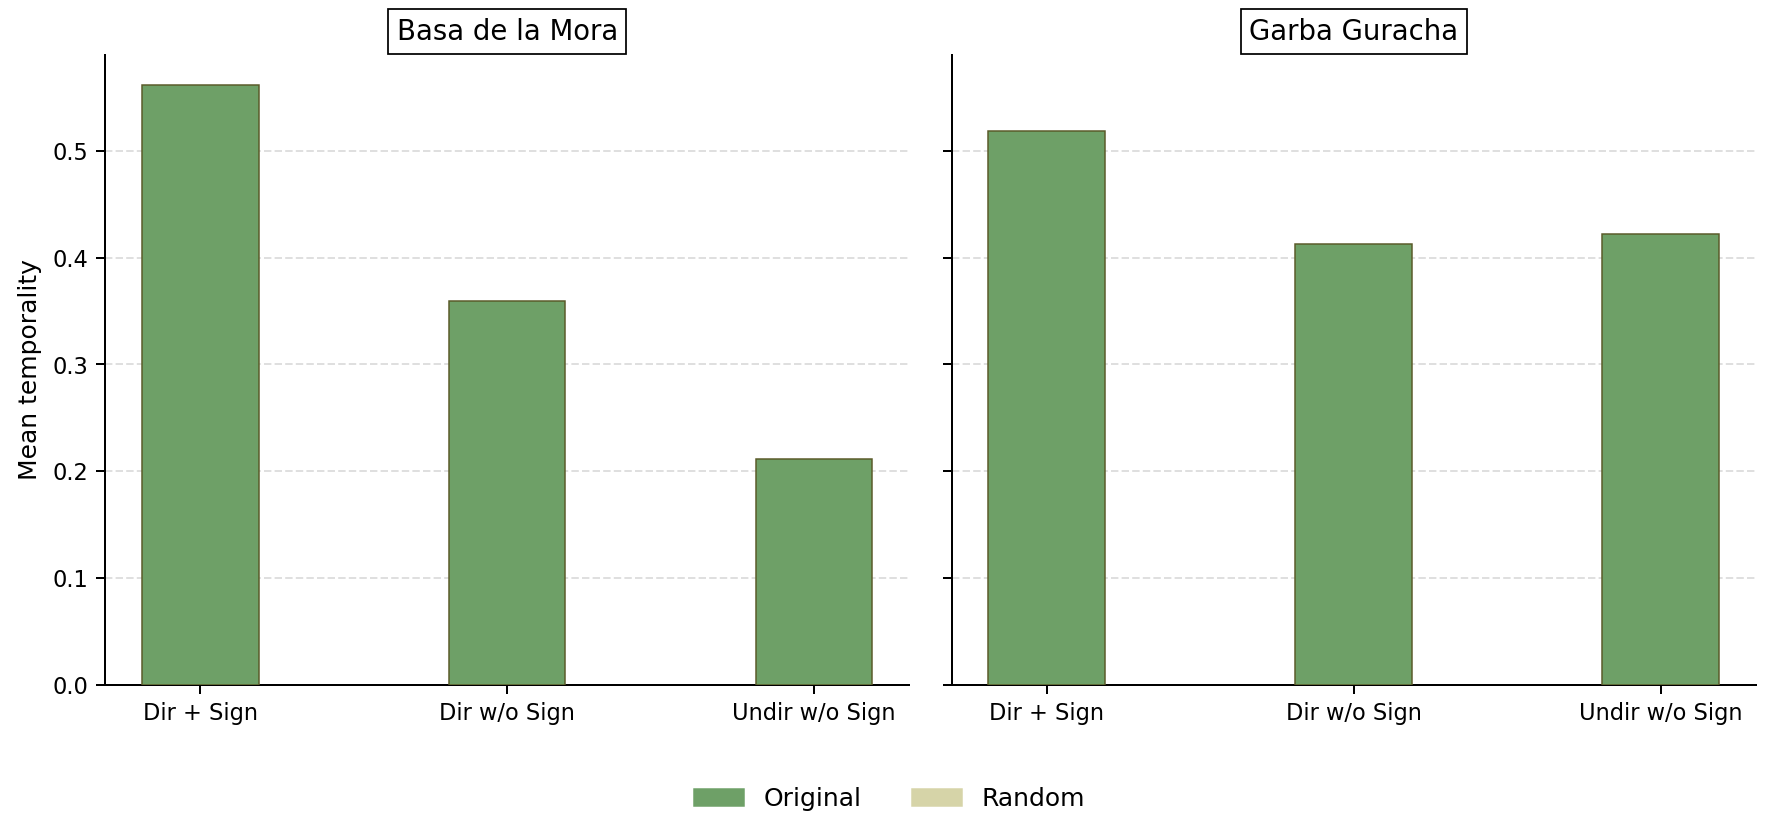 Basa de la Mora
Garba Guracha
Mean temporality
0.5
0.4
0.3
0.2
0.1
0.0
Dir + Sign
Dir w/o Sign
Undir w/o Sign
Dir + Sign
Dir w/o Sign
Undir w/o Sign
Original
Random